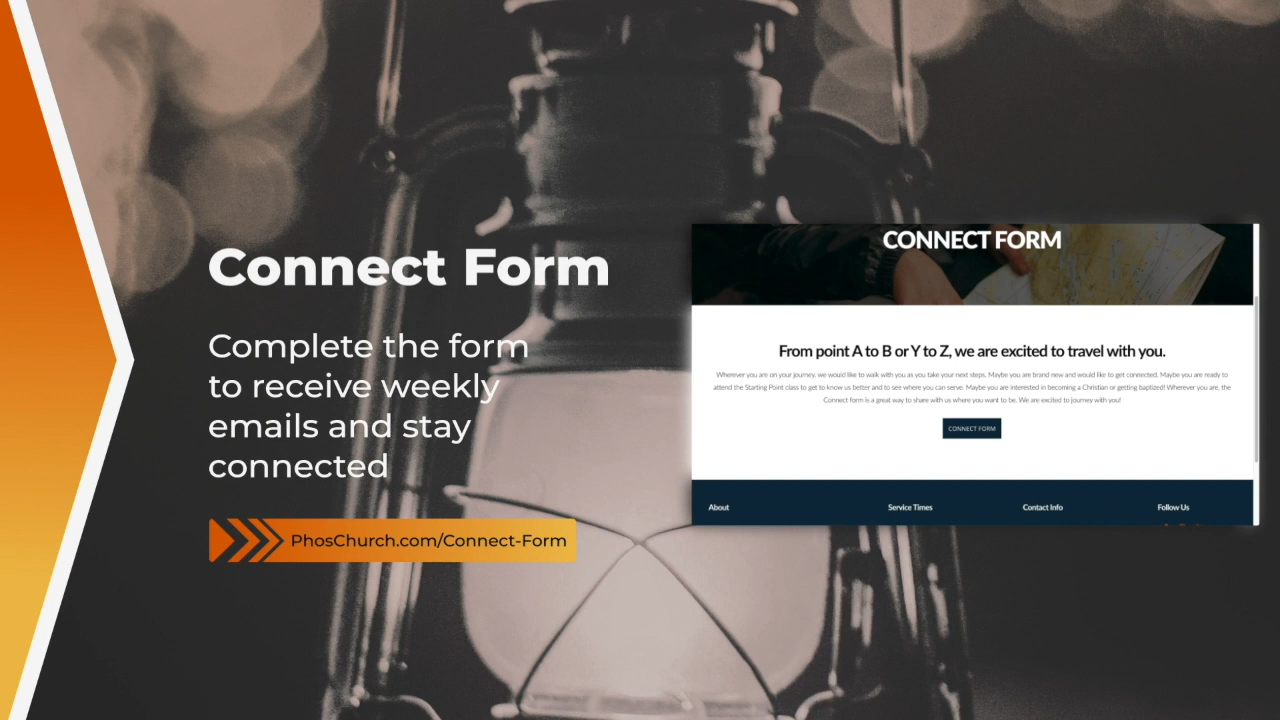 Connect Form
Complete the form
to receive weekly
emails and stay
connected
PhosChurch.com/Connect-Form
CONNECT FORM
From point A to B or Y to Z, we are excited to travel with you.
Wherever you are on your journey, we would like to walk with you as you take your next steps. Maybe you are brand new and would like to get connected. Maybe you are ready to
attend the Starting Point class to get to know us better and to see where you can serve. Maybe you are interested in becoming a Christian or getting baptized! Wherever you are, the
Connect form is a great way to share with us where you want to be. We are excited to journey with you!
CONNECT FORM
About
Service Times
Contact Info
Follow Us